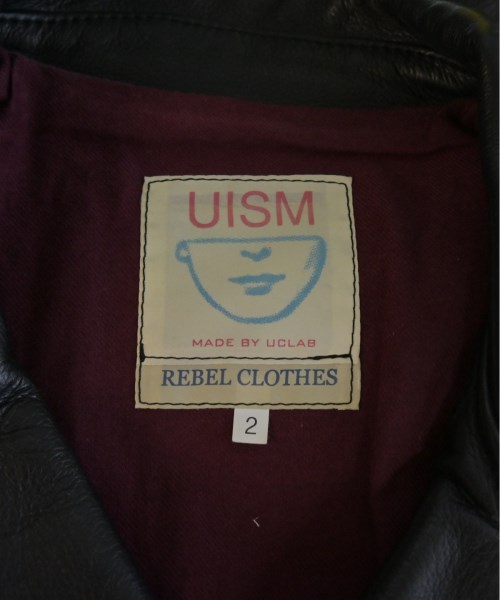 UISM
MADE BY UCLAB
REBEL CLOTHES
2